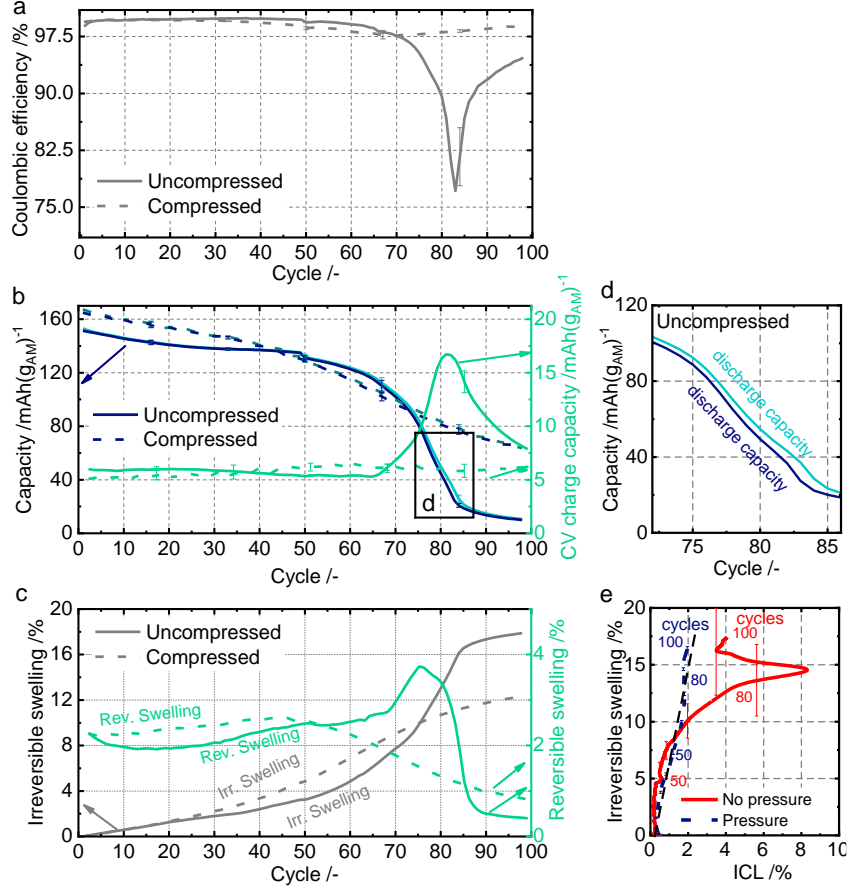 a
Coulombic efficiency /%
97.5
90.0
82.5
75.0
Uncompressed
Compressed
0 10 20 30 40 50 60 70 80 90 100
Cycle /-
b
Capacity /mAh(g_AM)^-1
160
120
80
40
0
Uncompressed
Compressed
d
20
15
10
5
0
CV charge capacity /mAh(g_AM)^-1
0 10 20 30 40 50 60 70 80 90 100
Cycle /-
d
Uncompressed
Capacity /mAh(g_AM)^-1
120
80
40
0
discharge capacity
discharge capacity
75 80 85
Cycle /-
c
Irreversible swelling /%
20
16
12
8
4
0
Uncompressed
Compressed
Rev. Swelling
Rev. Swelling
Irr. Swelling
Irr. Swelling
4
2
0
Reversible swelling /%
0 10 20 30 40 50 60 70 80 90 100
Cycle /-
e
Irreversible swelling /%
20
15
10
5
0
cycles
100
80
50
cycles
100
80
50
No pressure
Pressure
0 2 4 6 8 10
ICL /%